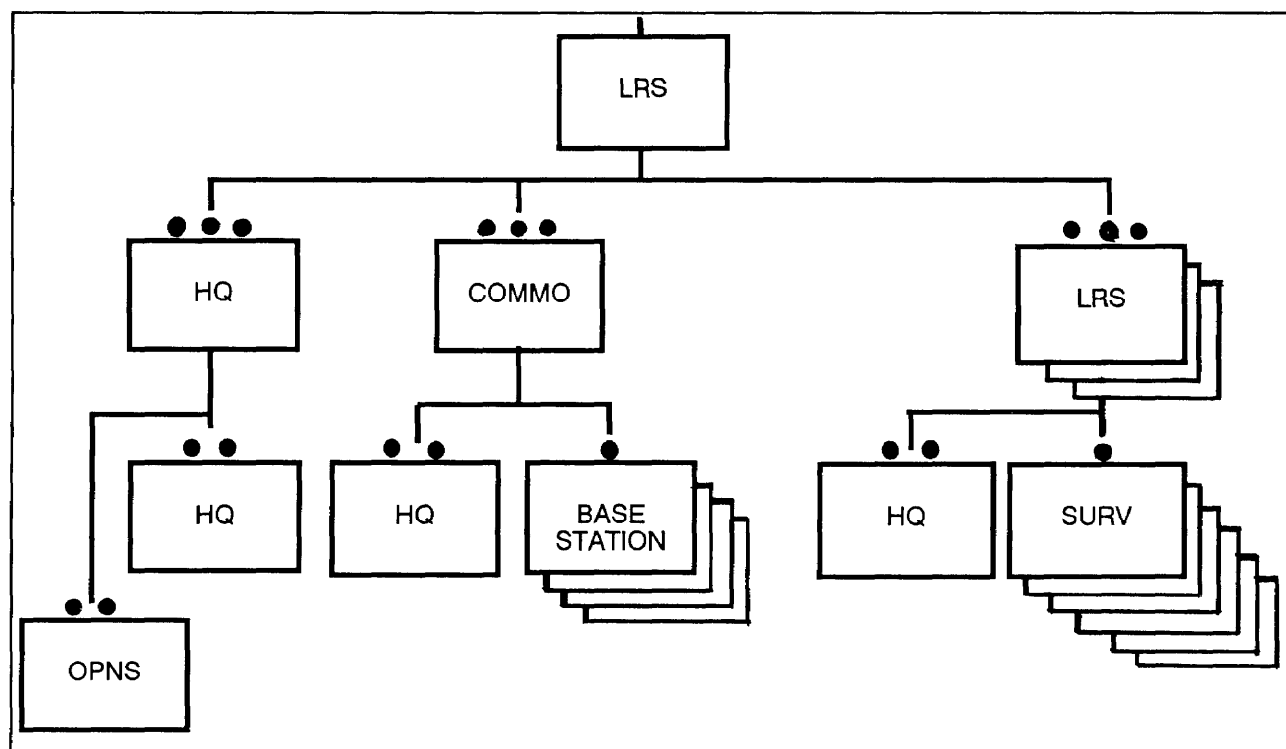 LRS
HQ
COMMO
LRS
HQ
HQ
BASE
STATION
HQ
SURV
OPNS